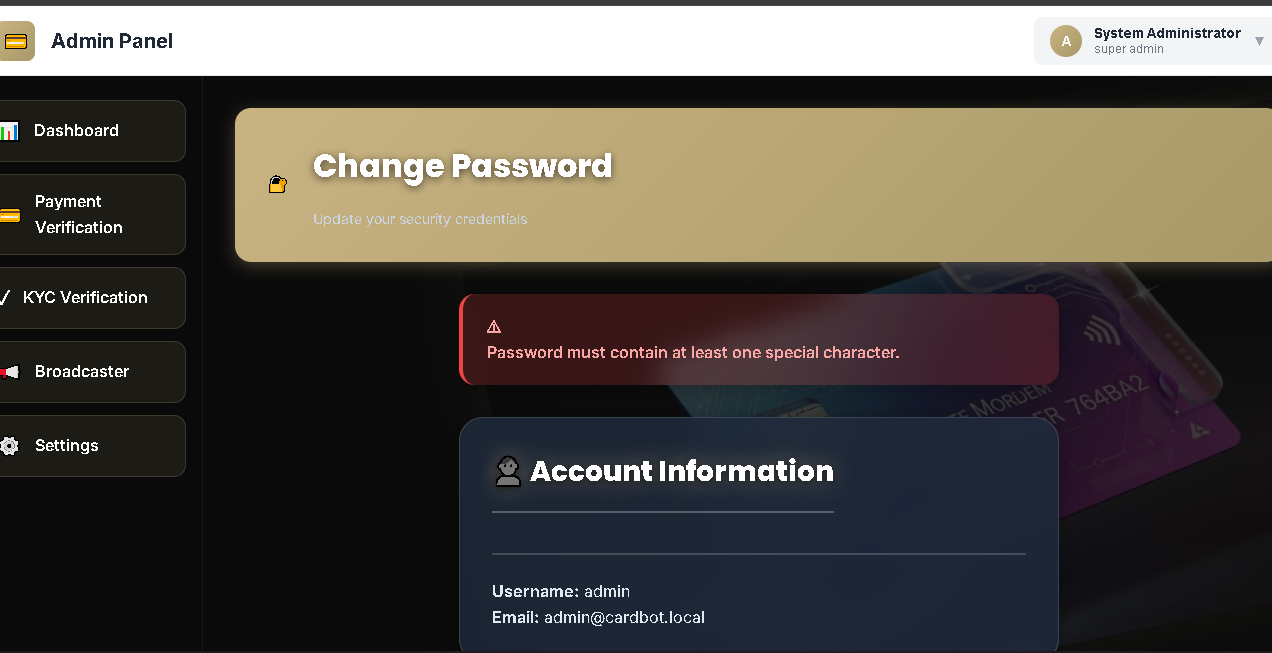 Admin Panel
A
System Administrator
super admin
Dashboard
Payment
Verification
KYC Verification
Broadcaster
Settings
Change Password
Update your security credentials
Password must contain at least one special character.
764BA2
Account Information
Username: admin
Email: admin@cardbot.local